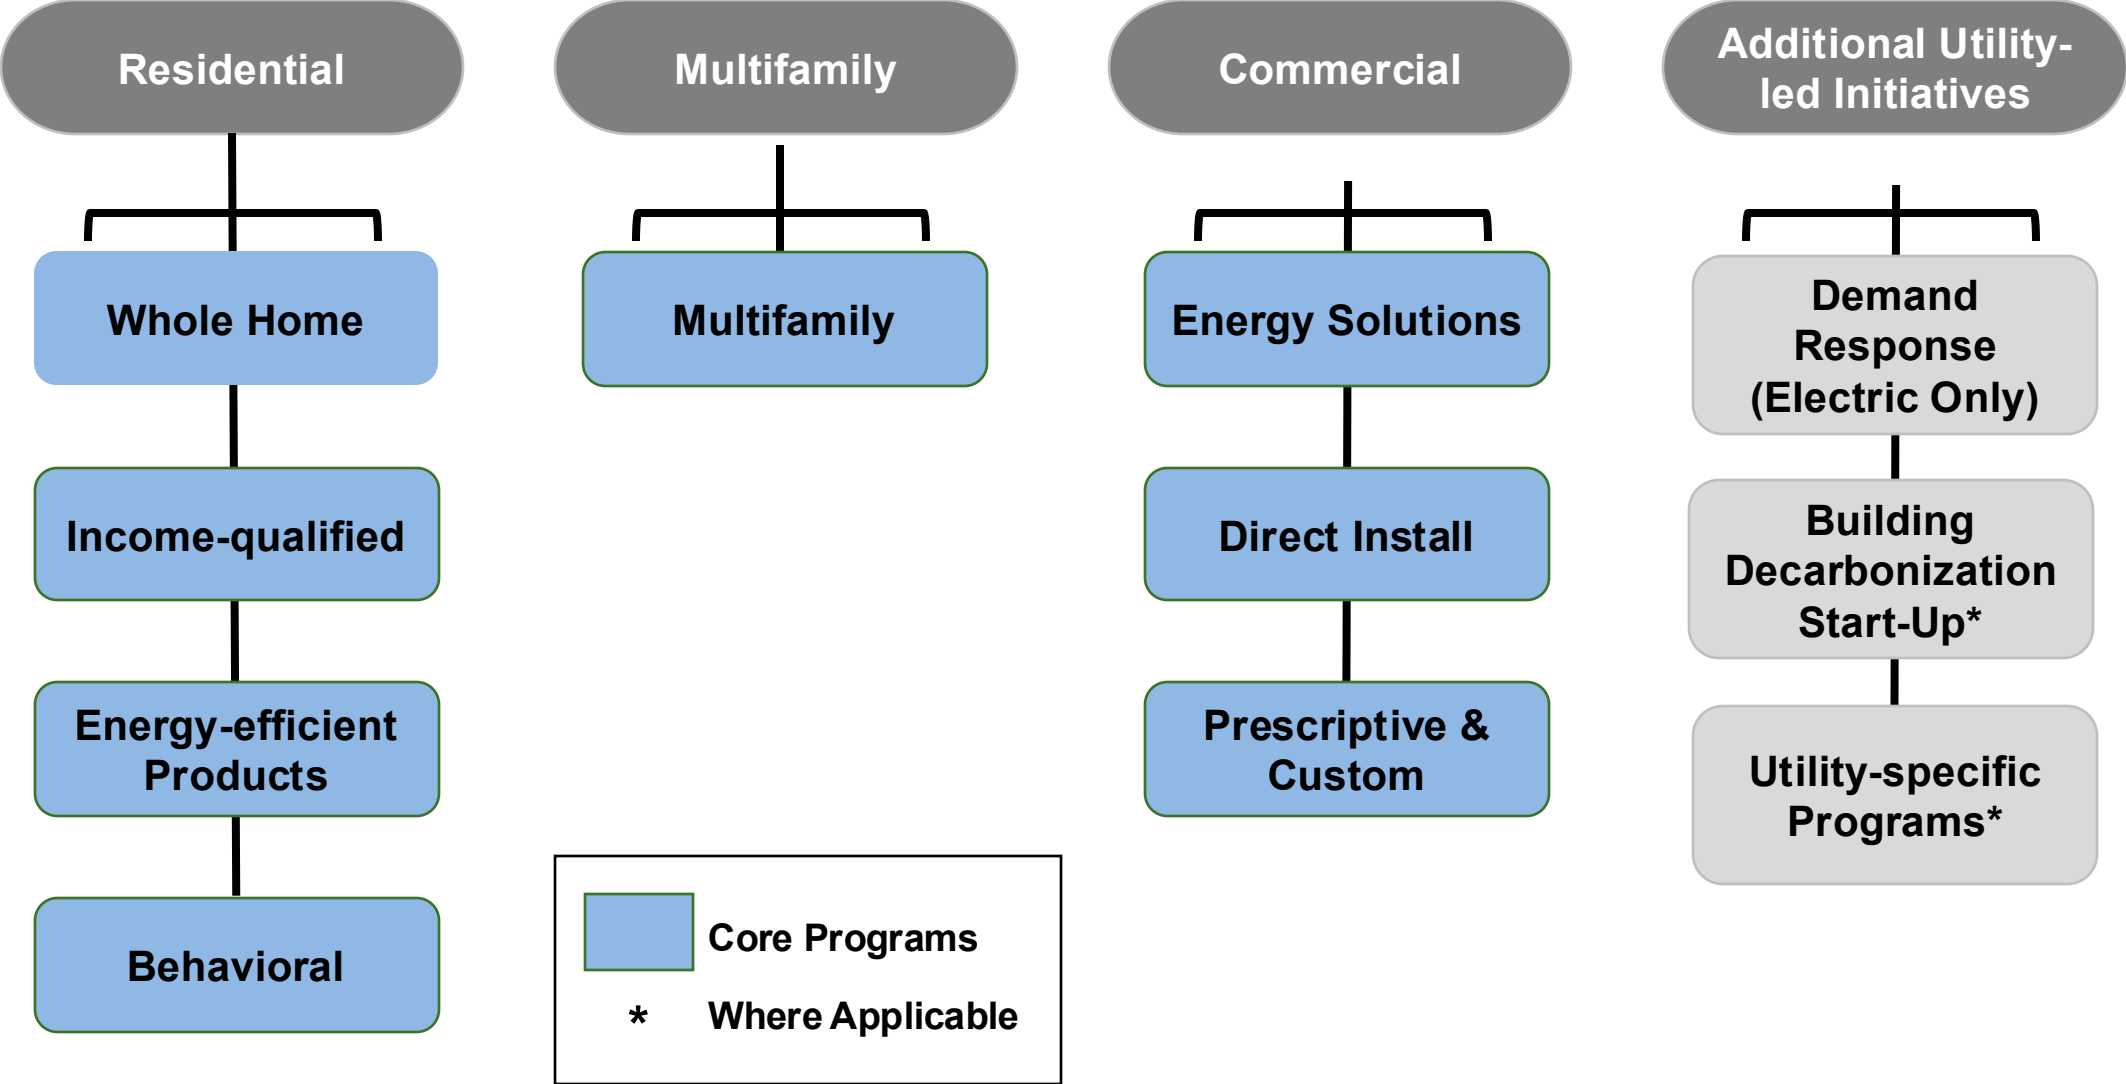 Residential
Multifamily
Commercial
Additional Utility-
led Initiatives
Whole Home
Income-qualified
Energy-efficient
Products
Behavioral
Multifamily
Energy Solutions
Direct Install
Prescriptive &
Custom
Demand
Response
(Electric Only)
Building
Decarbonization
Start-Up*
Utility-specific
Programs*
Core Programs
* Where Applicable